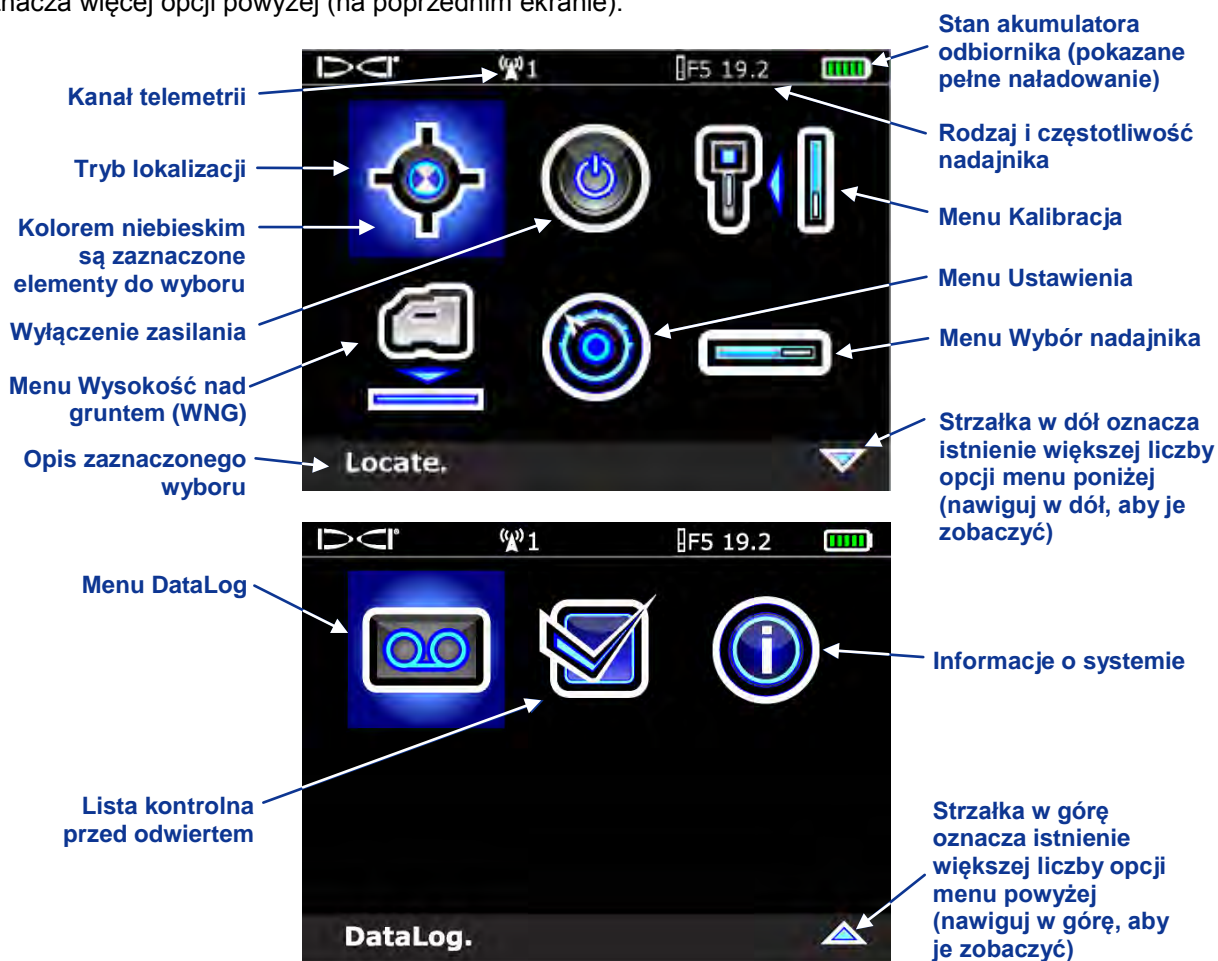 znacza więcej opcji powyżej (na poprzednim ekranie).
Stan akumulatora
odbiornika (pokazane
pełne naładowanie)
Kanał telemetrii
Rodzaj i częstotliwość
nadajnika
Tryb lokalizacji
Menu Kalibracja
Kolorem niebieskim
są zaznaczone
elementy do wyboru
Menu Ustawienia
Wyłączenie zasilania
Menu Wybór nadajnika
Menu Wysokość nad
gruntem (WNG)
Strzałka w dół oznacza
istnienie większej liczby
opcji menu poniżej
(nawiguj w dół, aby je
zobaczyć)
Opis zaznaczonego
wyboru
DCI 1 F5 19.2
Locate.
DCI 1 F5 19.2
Menu DataLog
Informacje o systemie
Lista kontrolna
przed odwiertem
Strzałka w górę
oznacza istnienie
większej liczby opcji
menu powyżej
(nawiguj w górę, aby
je zobaczyć)
DataLog.